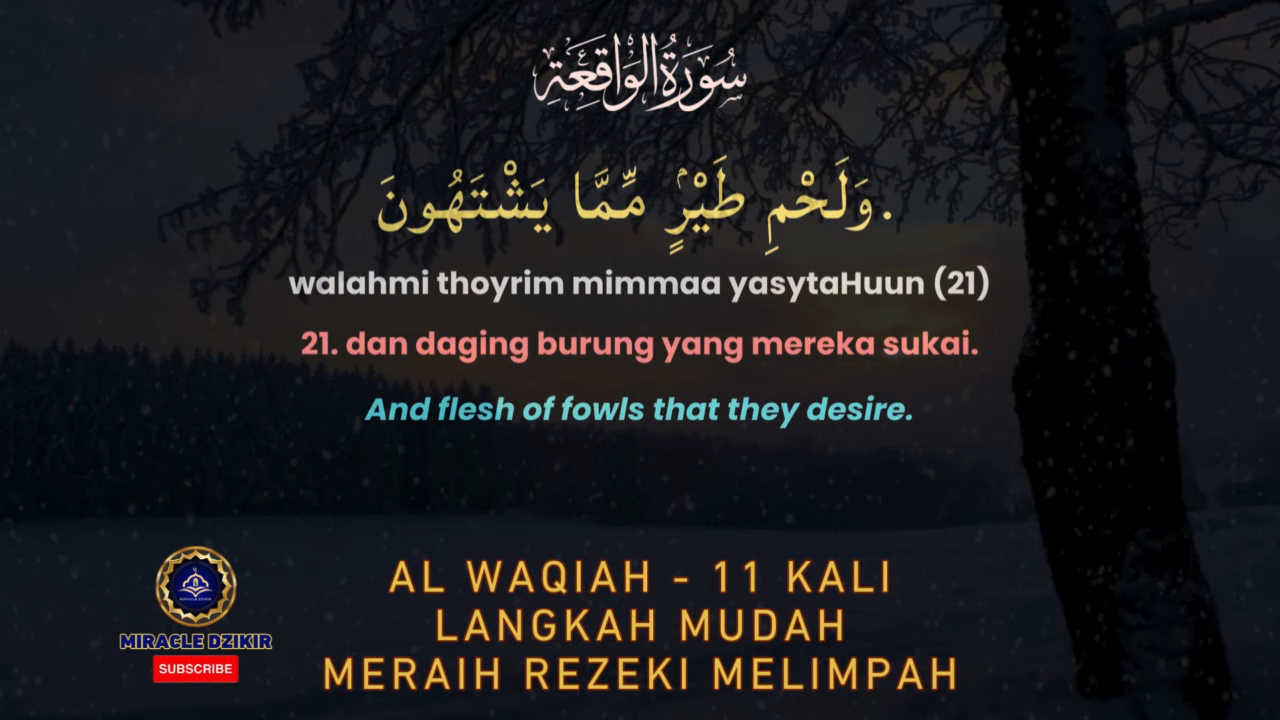 سُورَةُ الْوَاقِعَةِ
.وَلَحْمِ طَيْرٍۢ مِّمَّا يَشْتَهُونَ
walahmi thoyrim mimmaa yasytaHuun (21)
21. dan daging burung yang mereka sukai.
And flesh of fowls that they desire.
AL WAQIAH - 11 KALI
LANGKAH MUDAH
MERAIH REZEKI MELIMPAH
MIRACLE DZIKIR
SUBSCRIBE